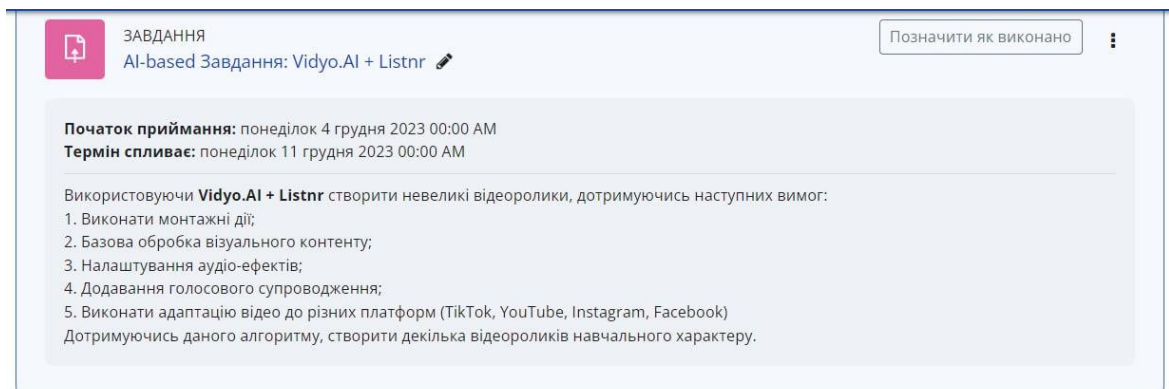 ЗАВДАННЯ
AI-based Завдання: Vidyo.AI + Listnr
Позначити як виконано
Початок приймання: понеділок 4 грудня 2023 00:00 AM
Термін спливає: понеділок 11 грудня 2023 00:00 AM
Використовуючи Vidyo.AI + Listnr створити невеликі відеоролики, дотримуючись наступних вимог:
1. Виконати монтажні дії;
2. Базова обробка візуального контенту;
3. Налаштування аудіо-ефектів;
4. Додавання голосового супроводження;
5. Виконати адаптацію відео до різних платформ (TikTok, YouTube, Instagram, Facebook)
Дотримуючись даного алгоритму, створити декілька відеороликів навчального характеру.